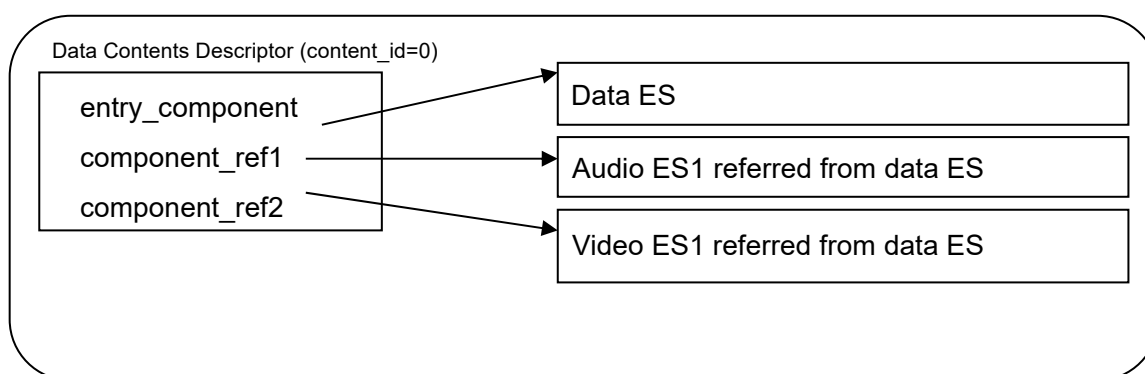 Data Contents Descriptor (content_id=0)
entry_component
component_ref1
component_ref2
Data ES
Audio ES1 referred from data ES
Video ES1 referred from data ES